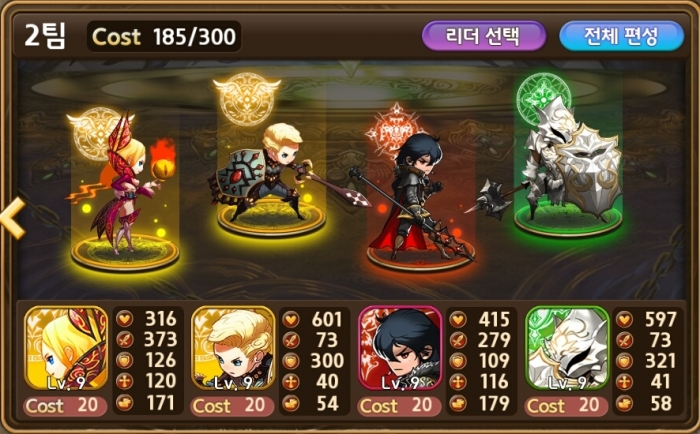 2팀 Cost 185/300 리더 선택 전체 편성
316 601 415 597
373 73 279 73
126 300 109 321
Lv. 9 120 Lv. 9 40 Lv. 9 116 Lv. 9 41
Cost 20 171 Cost 20 54 Cost 20 179 Cost 20 58